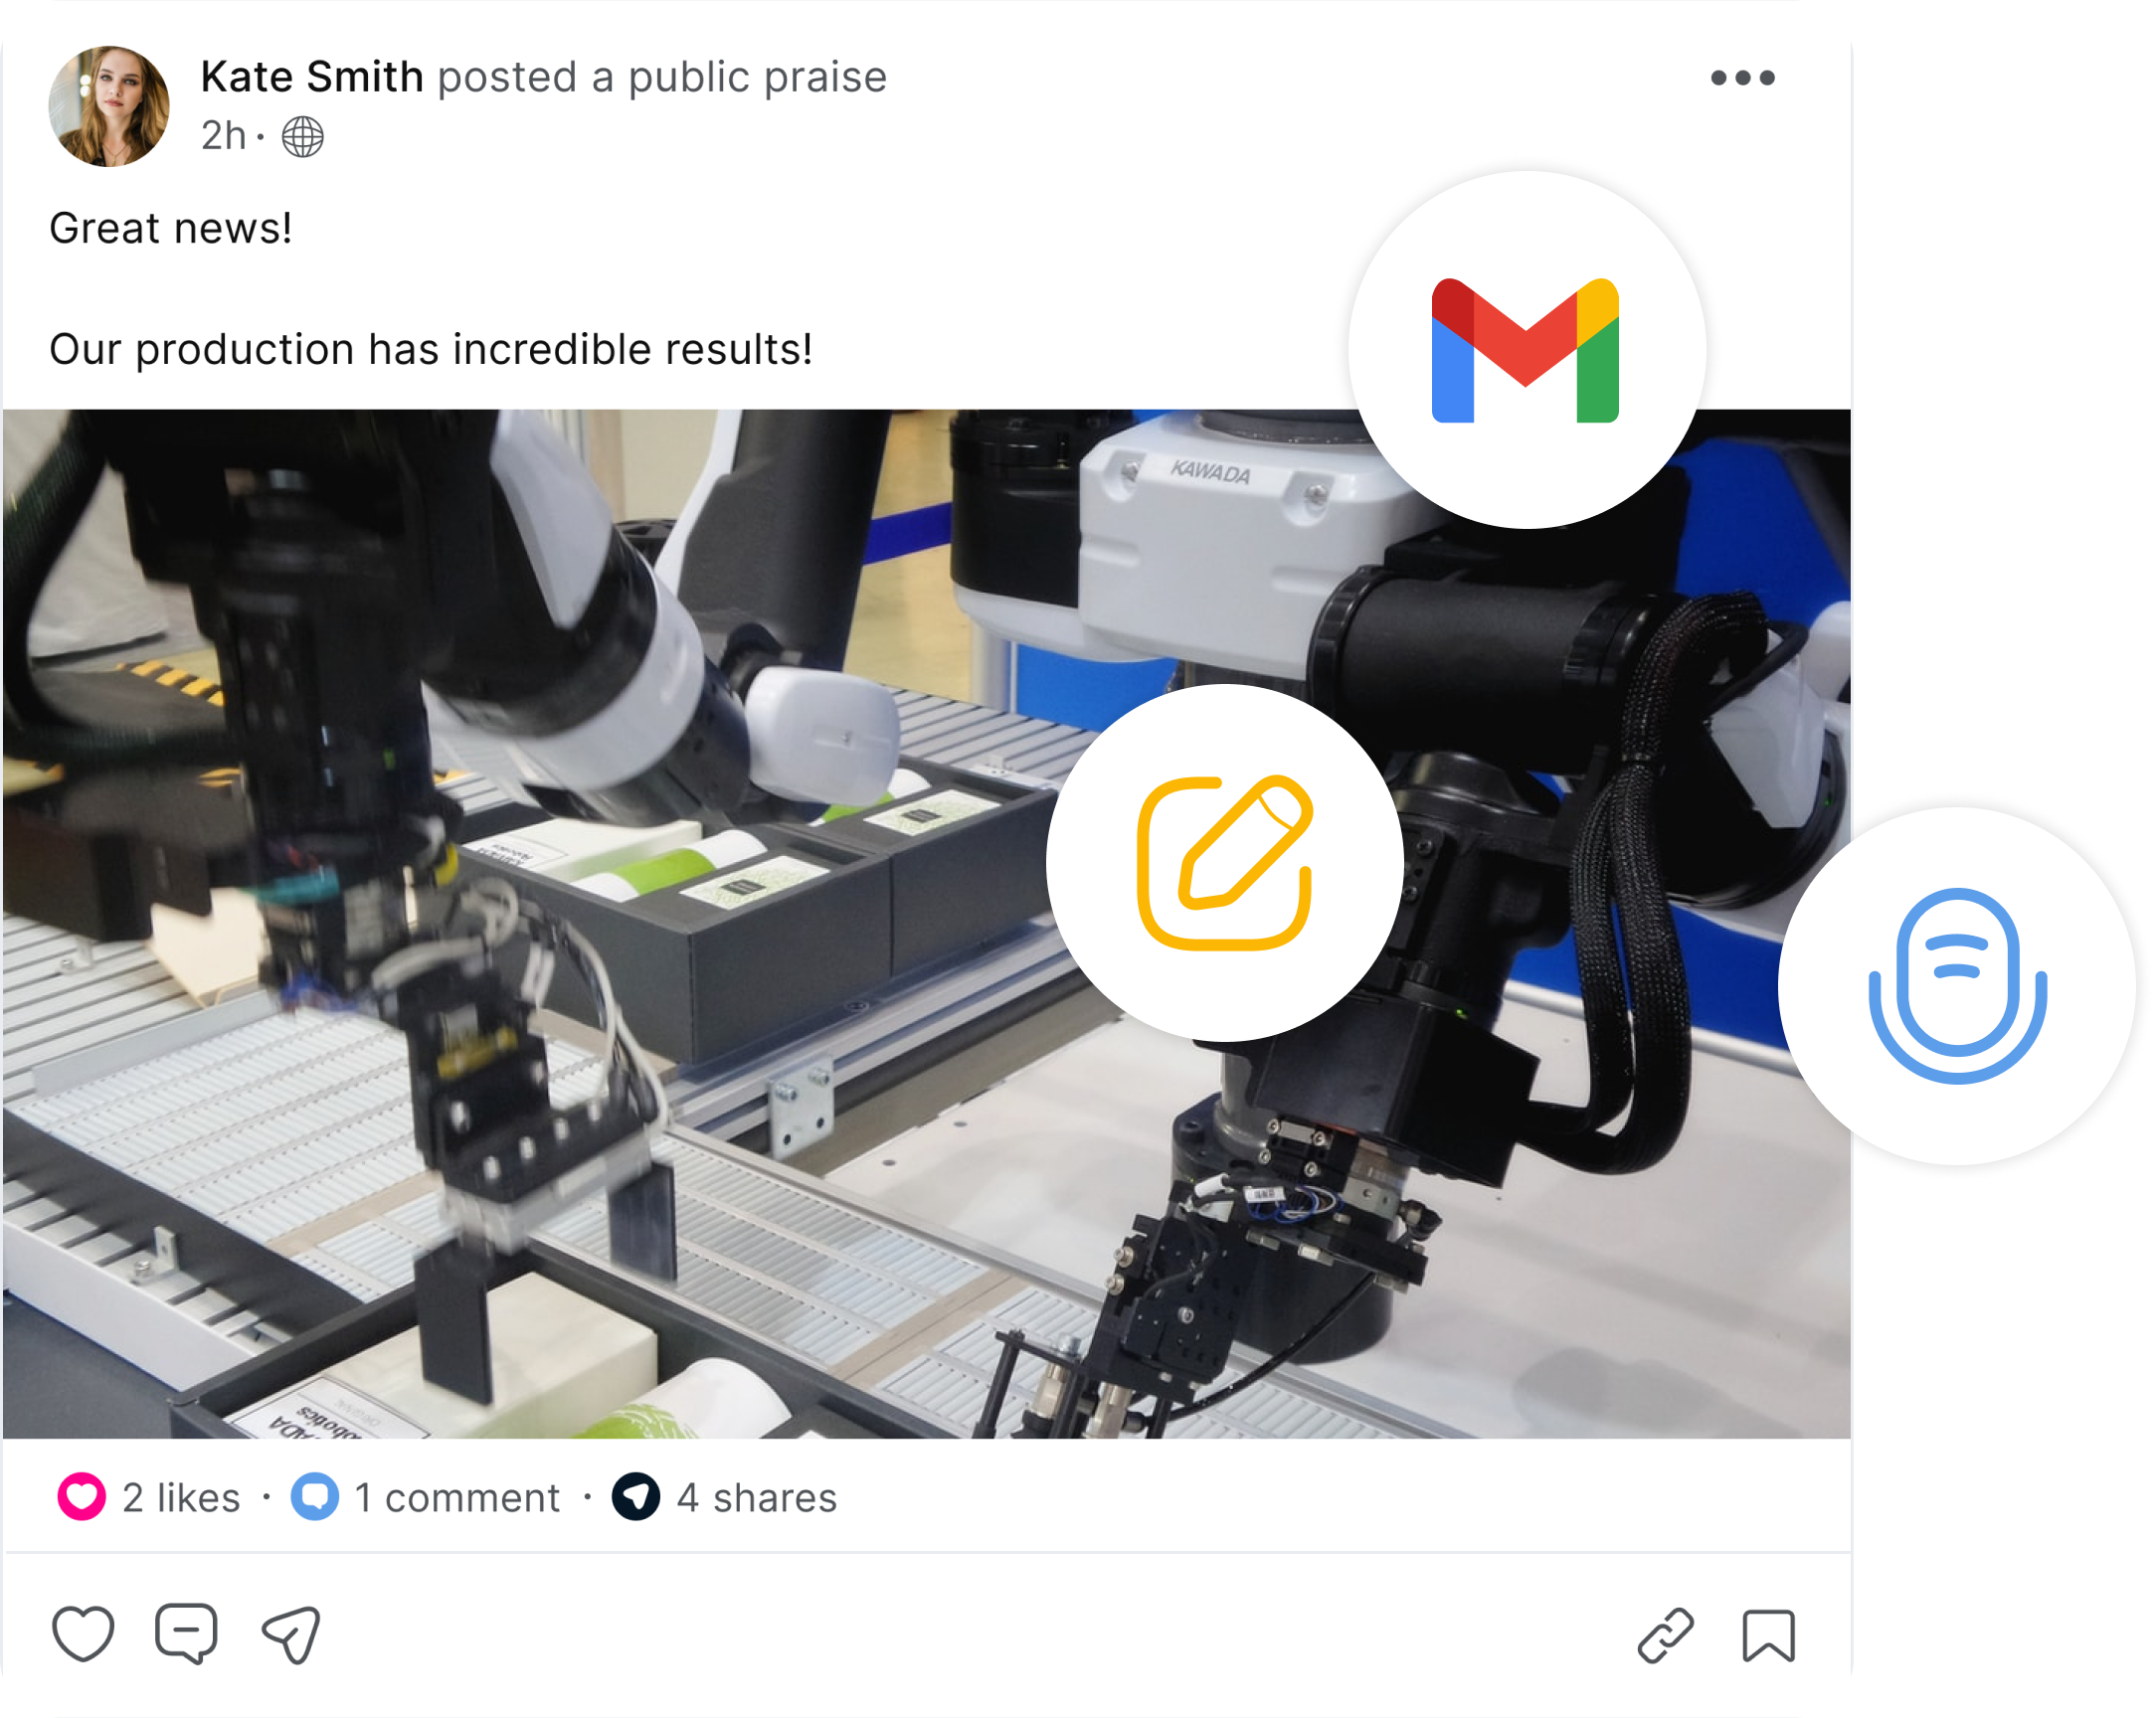 Kate Smith posted a public praise
2h ·
Great news!
Our production has incredible results!
KAWADA
ORIGINAL
2 likes · 1 comment · 4 shares